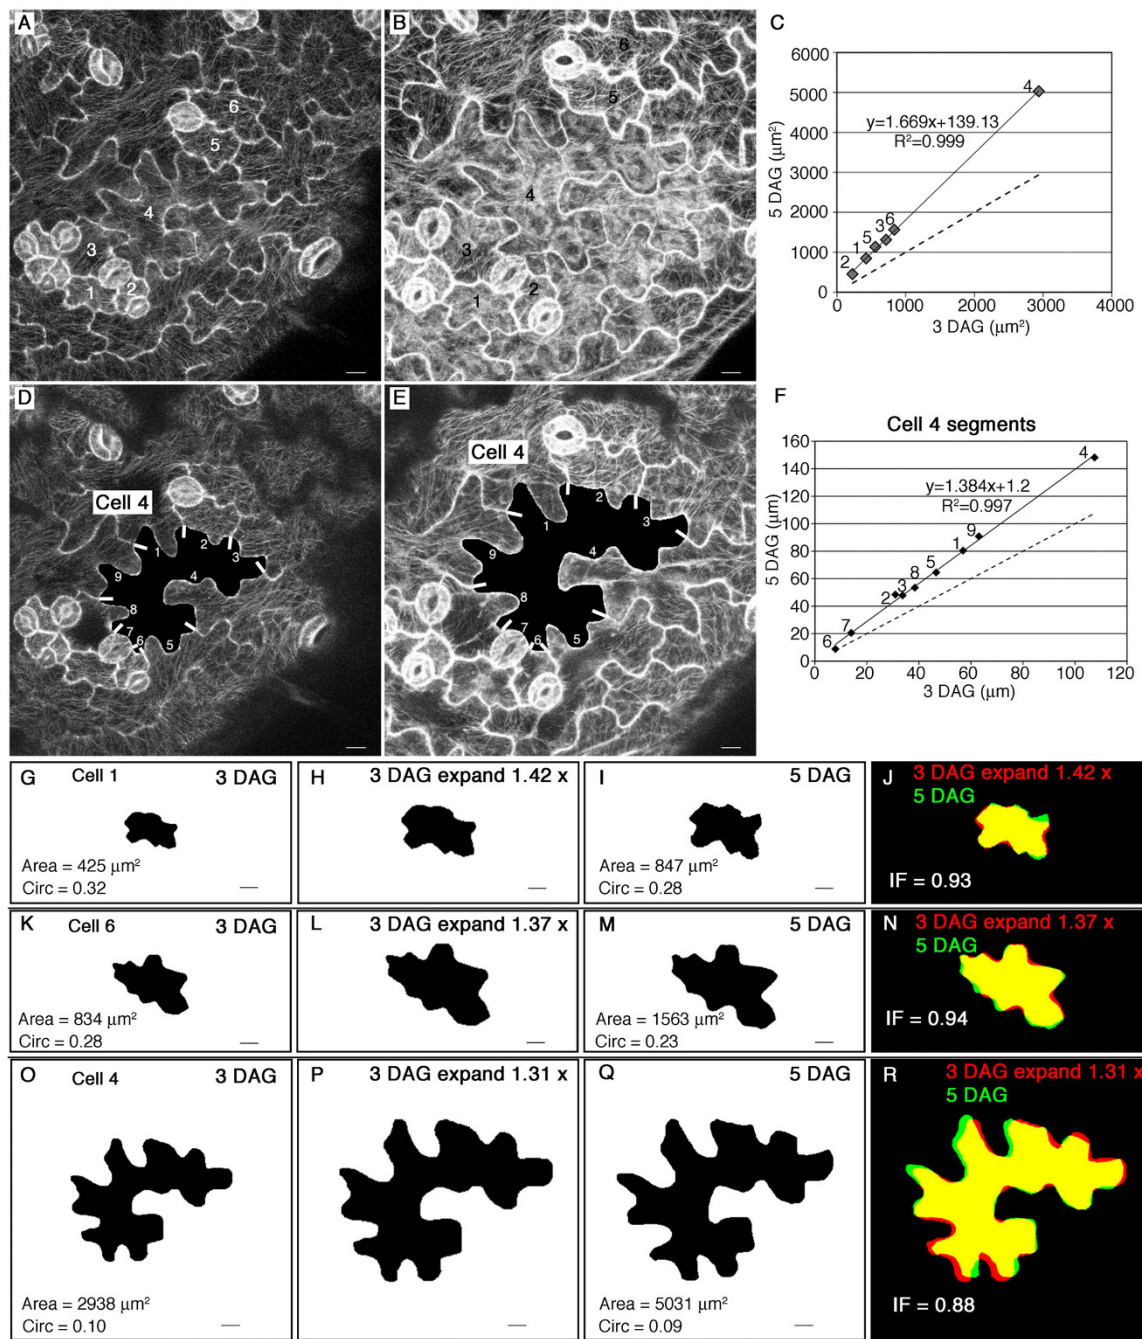 A
6
5
4
3
1
2
B
6
5
4
3
1
2
C
6000
5000
4000
3000
2000
1000
0
5 DAG (µm²)
4
y=1.669x+139.13
R²=0.999
6
3
5
1
2
0
1000
2000
3000
4000
3 DAG (µm²)
D
Cell 4
1
2
3
4
5
6
7
8
9
E
Cell 4
1
2
3
4
5
6
7
8
9
F
Cell 4 segments
160
140
120
100
80
60
40
20
0
5 DAG (µm)
4
y=1.384x+1.2
R²=0.997
9
1
5
8
3
2
7
6
0
20
40
60
80
100
120
3 DAG (µm)
G
Cell 1
3 DAG
Area = 425 µm²
Circ = 0.32
H
3 DAG expand 1.42 x
I
5 DAG
Area = 847 µm²
Circ = 0.28
J
3 DAG expand 1.42 x
5 DAG
IF = 0.93
K
Cell 6
3 DAG
Area = 834 µm²
Circ = 0.28
L
3 DAG expand 1.37 x
M
5 DAG
Area = 1563 µm²
Circ = 0.23
N
3 DAG expand 1.37 x
5 DAG
IF = 0.94
O
Cell 4
3 DAG
Area = 2938 µm²
Circ = 0.10
P
3 DAG expand 1.31 x
Q
5 DAG
Area = 5031 µm²
Circ = 0.09
R
3 DAG expand 1.31 x
5 DAG
IF = 0.88